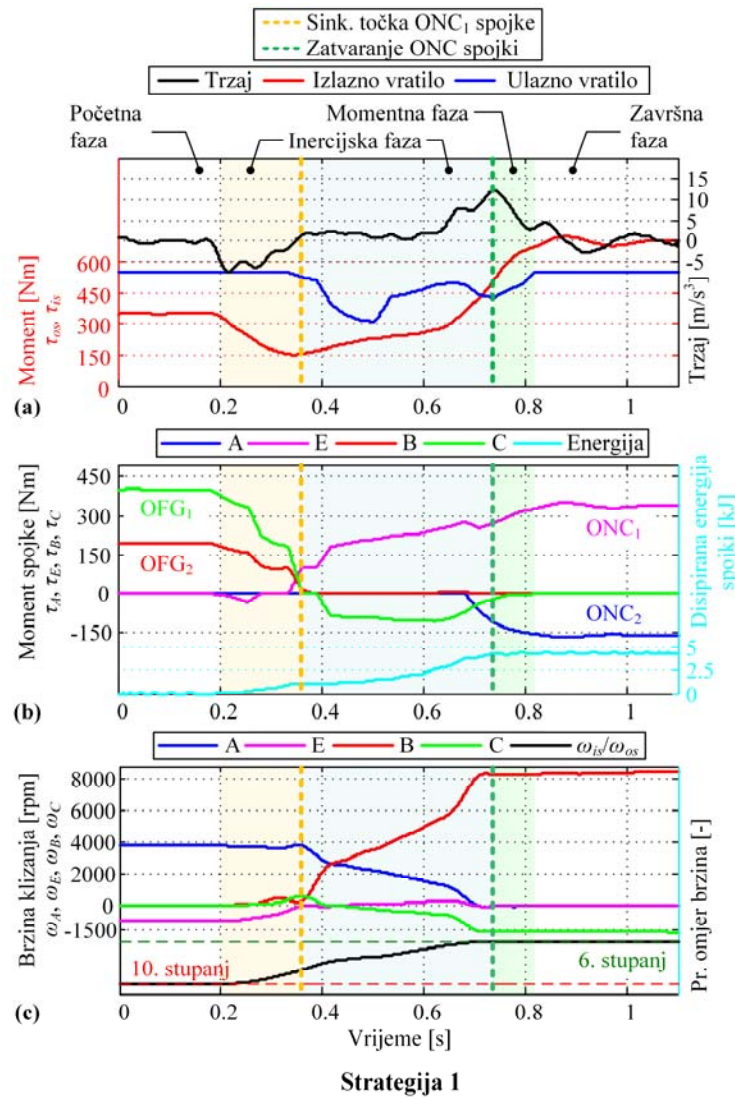 Sink. točka ONC₁ spojke
Zatvaranje ONC spojki
Trzaj Izlazno vratilo Ulazno vratilo
Početna faza
Inercijska faza
Momentna faza
Završna faza
Moment [Nm]
τos, τis
600
450
300
150
0
15
10
5
0
-5
Trzaj [m/s³]
(a)
0 0.2 0.4 0.6 0.8 1
A E B C Energija
Moment spojke [Nm]
τA, τE, τB, τC
450
300
150
0
-150
OFG₁
OFG₂
ONC₁
ONC₂
5
2.5
0
Disipirana energija
spojki [kJ]
(b)
0 0.2 0.4 0.6 0.8 1
A E B C ωis/ωos
Brzina klizanja [rpm]
ωA, ωE, ωB, ωC
8000
6000
4000
2000
0
-1500
10. stupanj
6. stupanj
Pr. omjer brzina [-]
(c)
0 0.2 0.4 0.6 0.8 1
Vrijeme [s]
Strategija 1